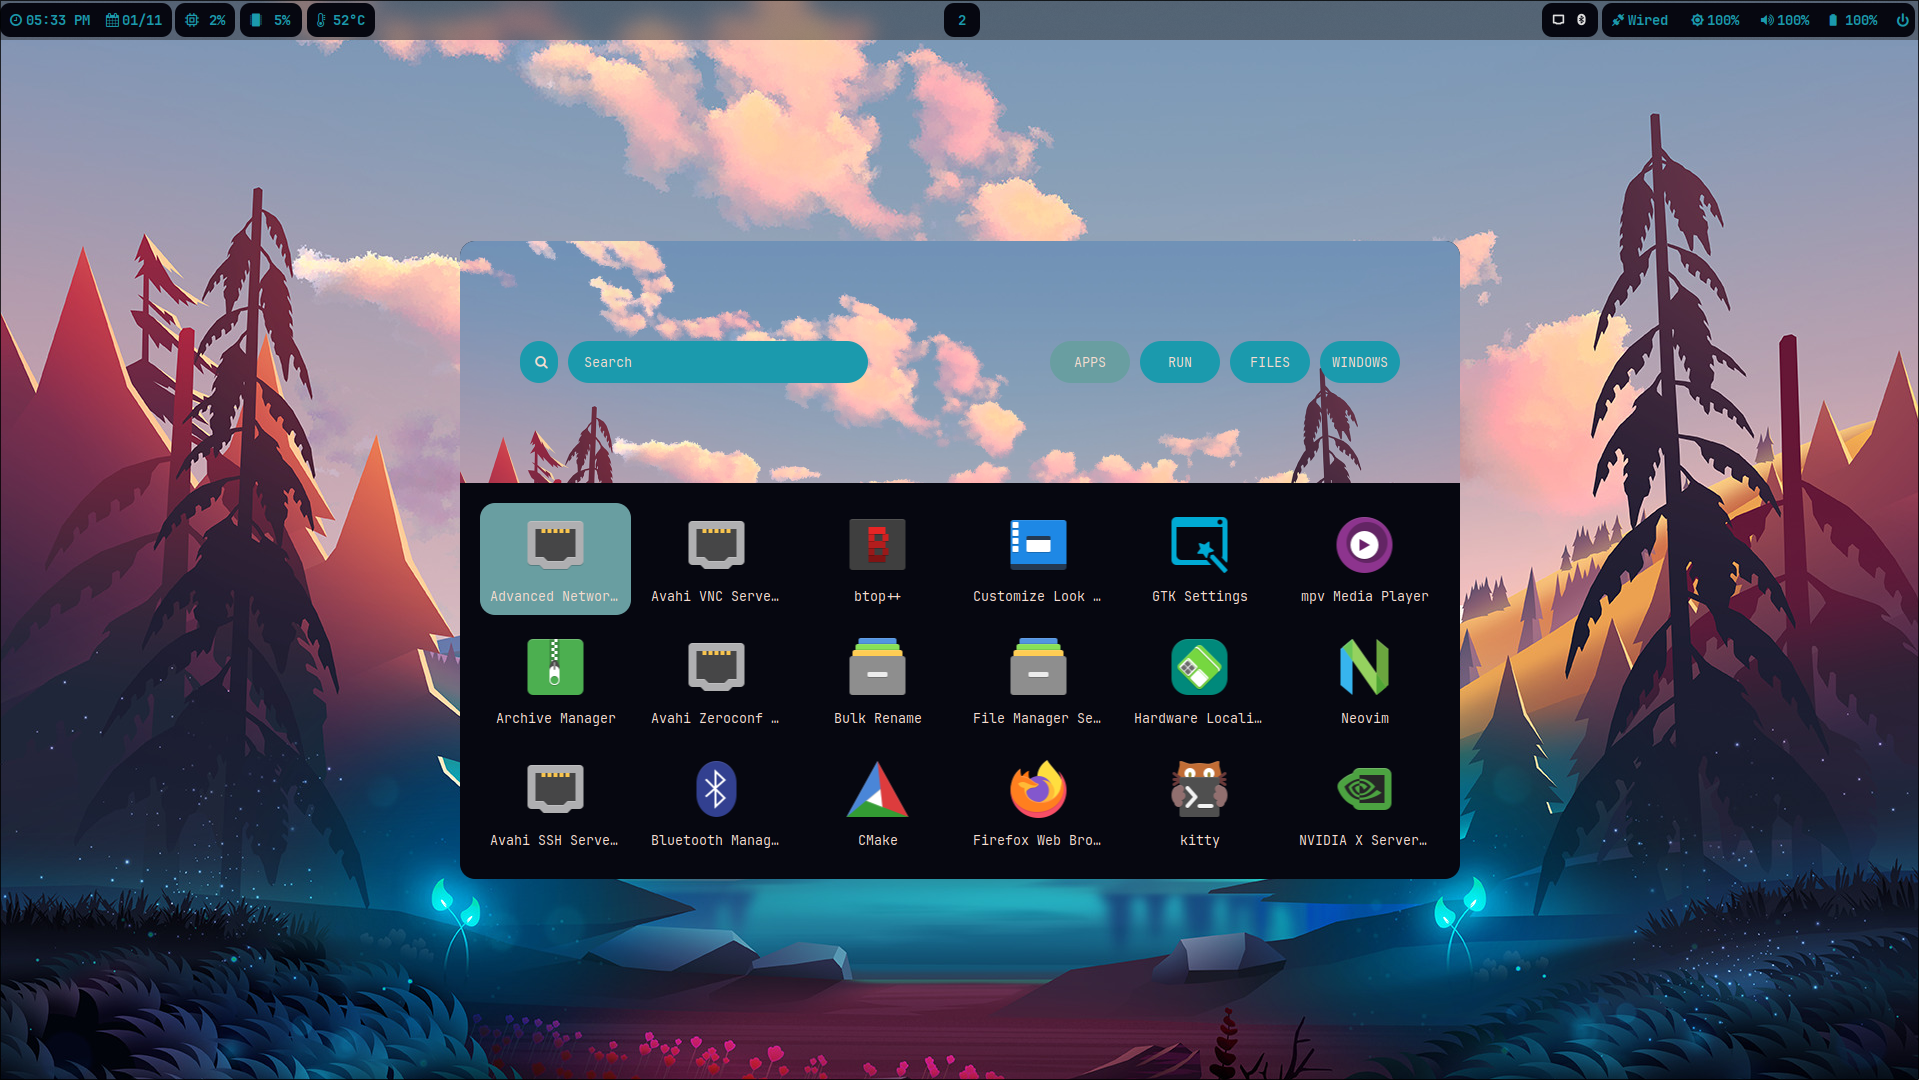 05:33 PM 01/11 2% 5% 52°C 2 Wired 100% 100% 100%
Search APPS RUN FILES WINDOWS
Advanced Networ… Avahi VNC Serve… btop++ Customize Look … GTK Settings mpv Media Player
Archive Manager Avahi Zeroconf … Bulk Rename File Manager Se… Hardware Locali… Neovim
Avahi SSH Serve… Bluetooth Manag… CMake Firefox Web Bro… kitty NVIDIA X Server…